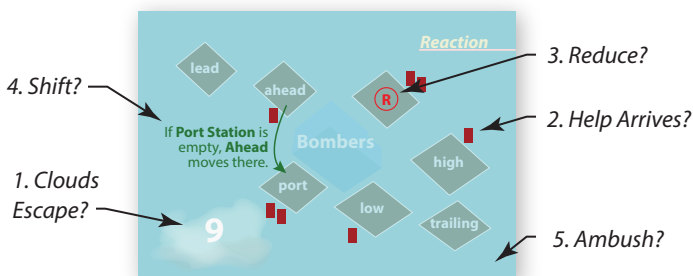 Reaction
lead
3. Reduce?
4. Shift?
ahead
R
2. Help Arrives?
If Port Station is
empty, Ahead
moves there.
Bombers
high
1. Clouds
Escape?
port
low
trailing
9
5. Ambush?